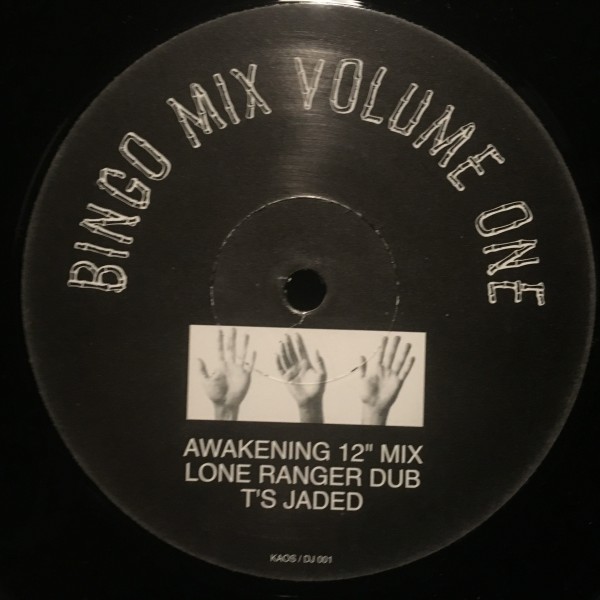 BINGO MIX VOLUME ONE
AWAKENING 12" MIX
LONE RANGER DUB
T'S JADED
KAOS / DJ 001